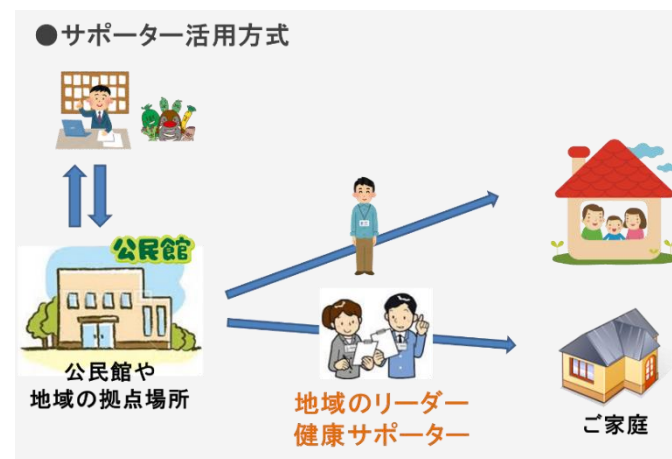 ●サポーター活用方式
公民館
公民館や
地域の拠点場所
地域のリーダー
健康サポーター
ご家庭